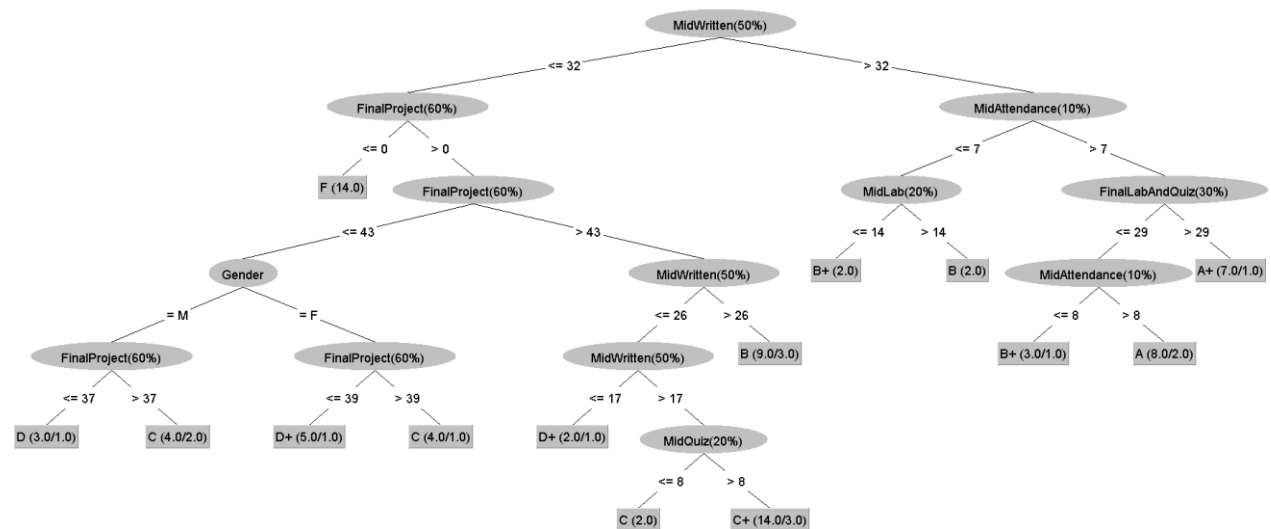 MidWritten(50%)
<= 32
> 32
FinalProject(60%)
MidAttendance(10%)
<= 0
> 0
<= 7
> 7
F (14.0)
FinalProject(60%)
MidLab(20%)
FinalLabAndQuiz(30%)
<= 43
> 43
<= 14
> 14
<= 29
> 29
Gender
MidWritten(50%)
B+ (2.0)
B (2.0)
MidAttendance(10%)
A+ (7.0/1.0)
= M
= F
<= 26
> 26
<= 8
> 8
FinalProject(60%)
FinalProject(60%)
MidWritten(50%)
B (9.0/3.0)
B+ (3.0/1.0)
A (8.0/2.0)
<= 37
> 37
<= 39
> 39
<= 17
> 17
D (3.0/1.0)
C (4.0/2.0)
D+ (5.0/1.0)
C (4.0/1.0)
D+ (2.0/1.0)
MidQuiz(20%)
<= 8
> 8
C (2.0)
C+ (14.0/3.0)